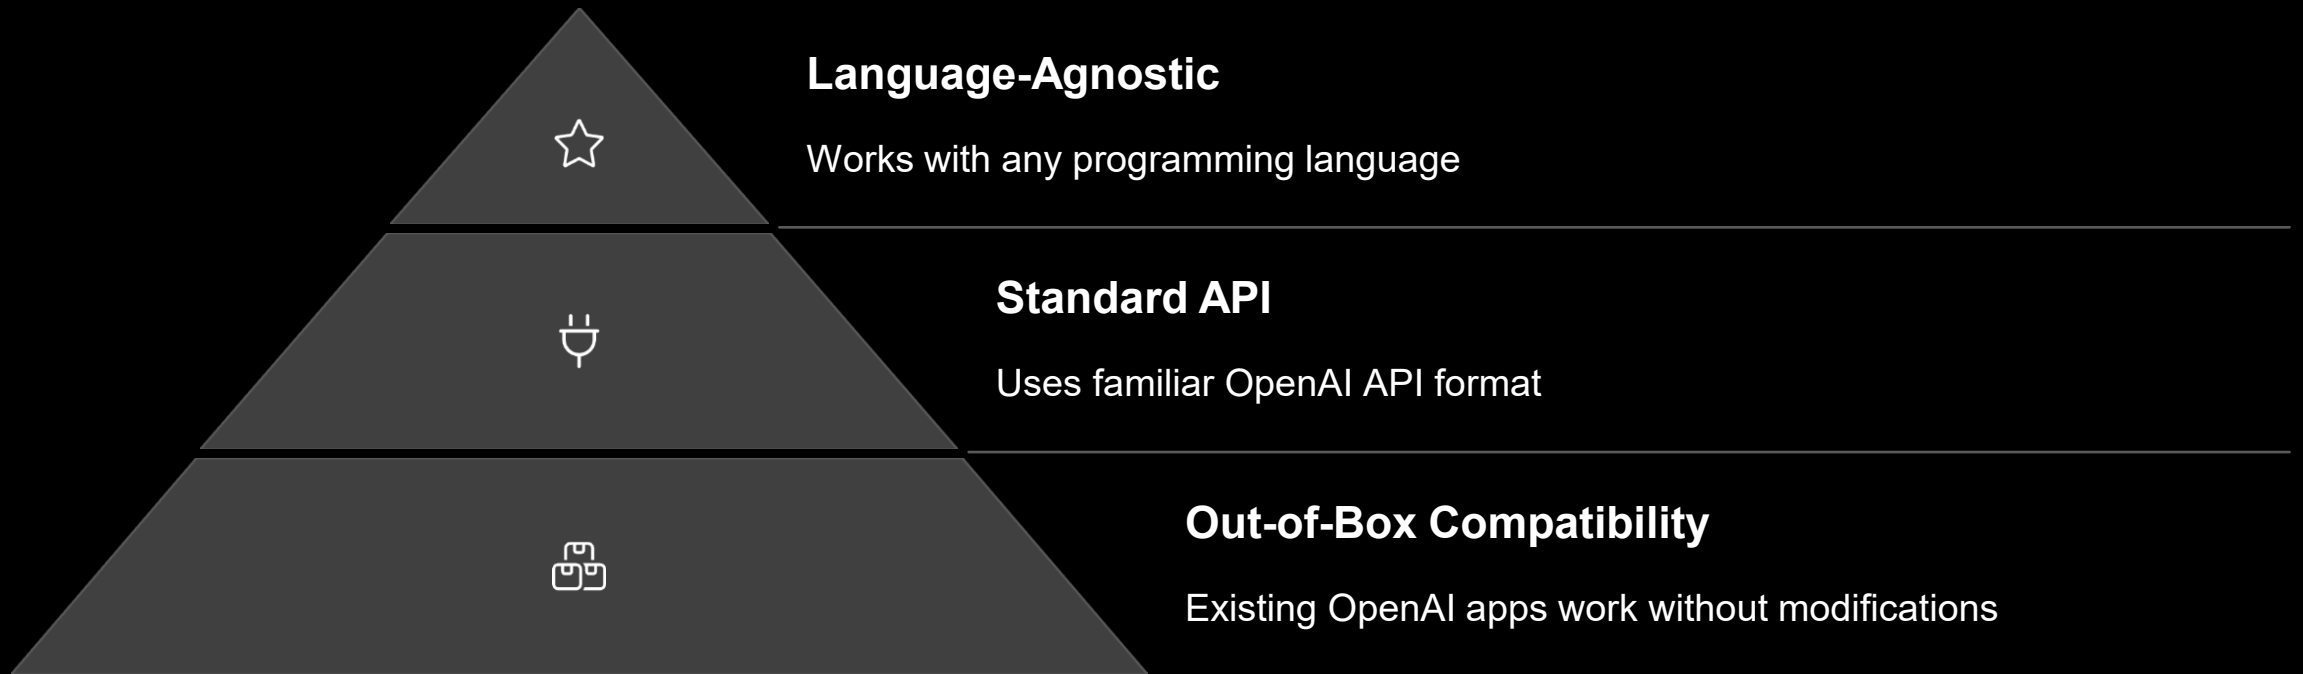 Language-Agnostic
Works with any programming language
Standard API
Uses familiar OpenAI API format
Out-of-Box Compatibility
Existing OpenAI apps work without modifications